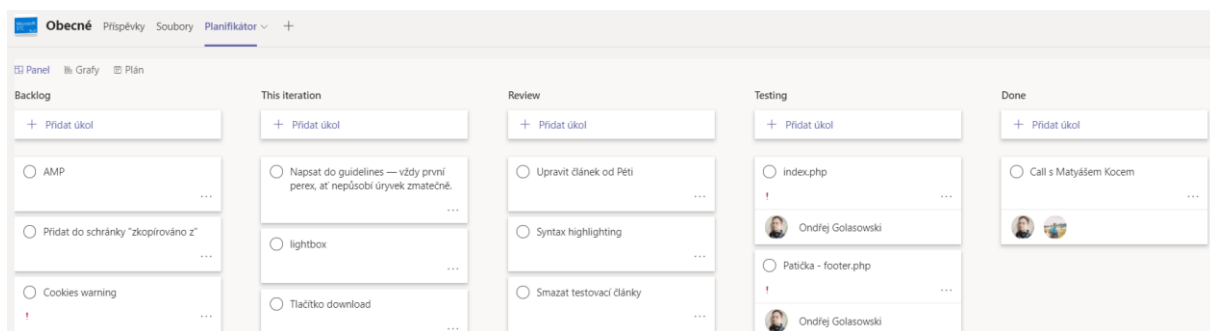 Obecné Příspěvky Soubory Planifikátor +
Panel Grafy Plán
Backlog
+ Přidat úkol
AMP
Přidat do schránky "zkopírováno z"
Cookies warning
!
This iteration
+ Přidat úkol
Napsat do guidelines — vždy první
perex, ať nepůsobí úryvek zmatečně.
lightbox
Tlačítko download
Review
+ Přidat úkol
Upravit článek od Péti
Syntax highlighting
Smazat testovací články
Testing
+ Přidat úkol
index.php
!
Ondřej Golasowski
Patička - footer.php
!
Ondřej Golasowski
Done
+ Přidat úkol
Call s Matyášem Kocem